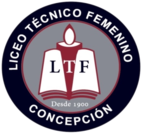 LICEO TÉCNICO FEMENINO
LTF
Desde 1900
CONCEPCIÓN